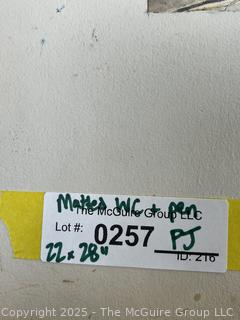 Matted WC + pen
The McGuire Group LLC
Lot #: 0257 PJ
22 x 28"
ID: 216
Copyright 2025 - The McGuire Group LLC